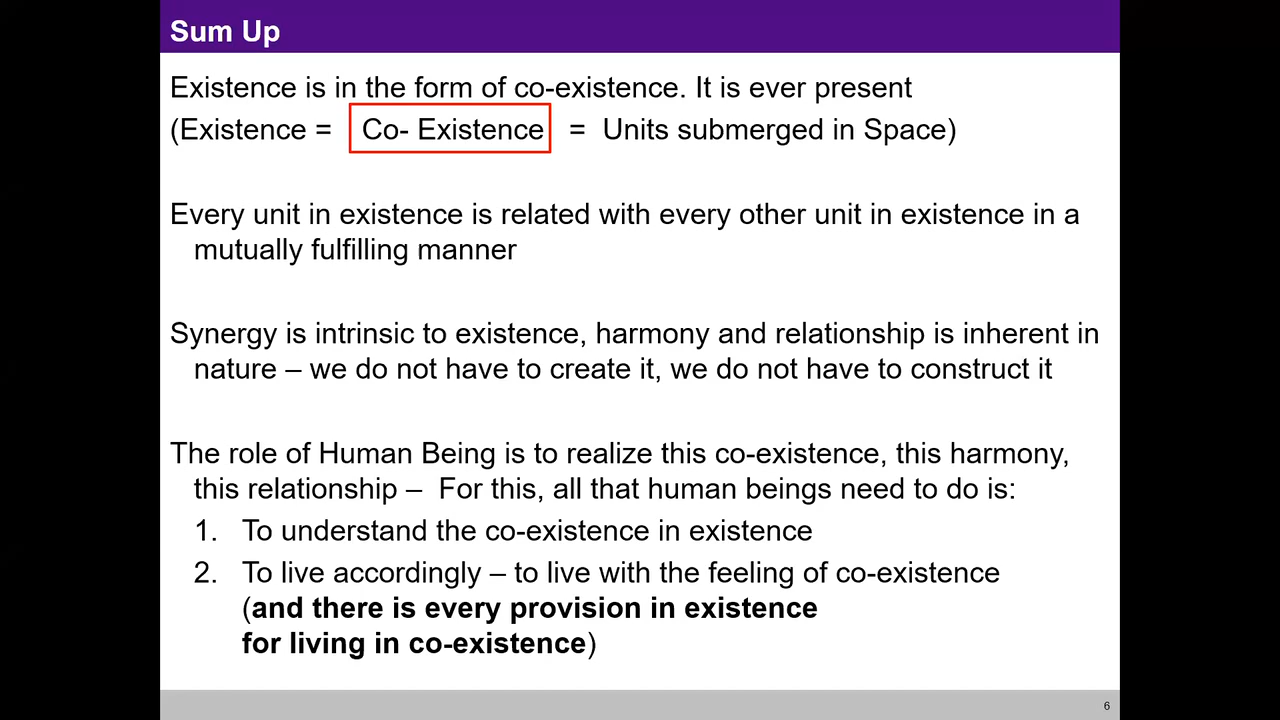 Sum Up
Existence is in the form of co-existence. It is ever present
(Existence = Co- Existence = Units submerged in Space)
Every unit in existence is related with every other unit in existence in a
mutually fulfilling manner
Synergy is intrinsic to existence, harmony and relationship is inherent in
nature – we do not have to create it, we do not have to construct it
The role of Human Being is to realize this co-existence, this harmony,
this relationship – For this, all that human beings need to do is:
1. To understand the co-existence in existence
2. To live accordingly – to live with the feeling of co-existence
(and there is every provision in existence
for living in co-existence)
6